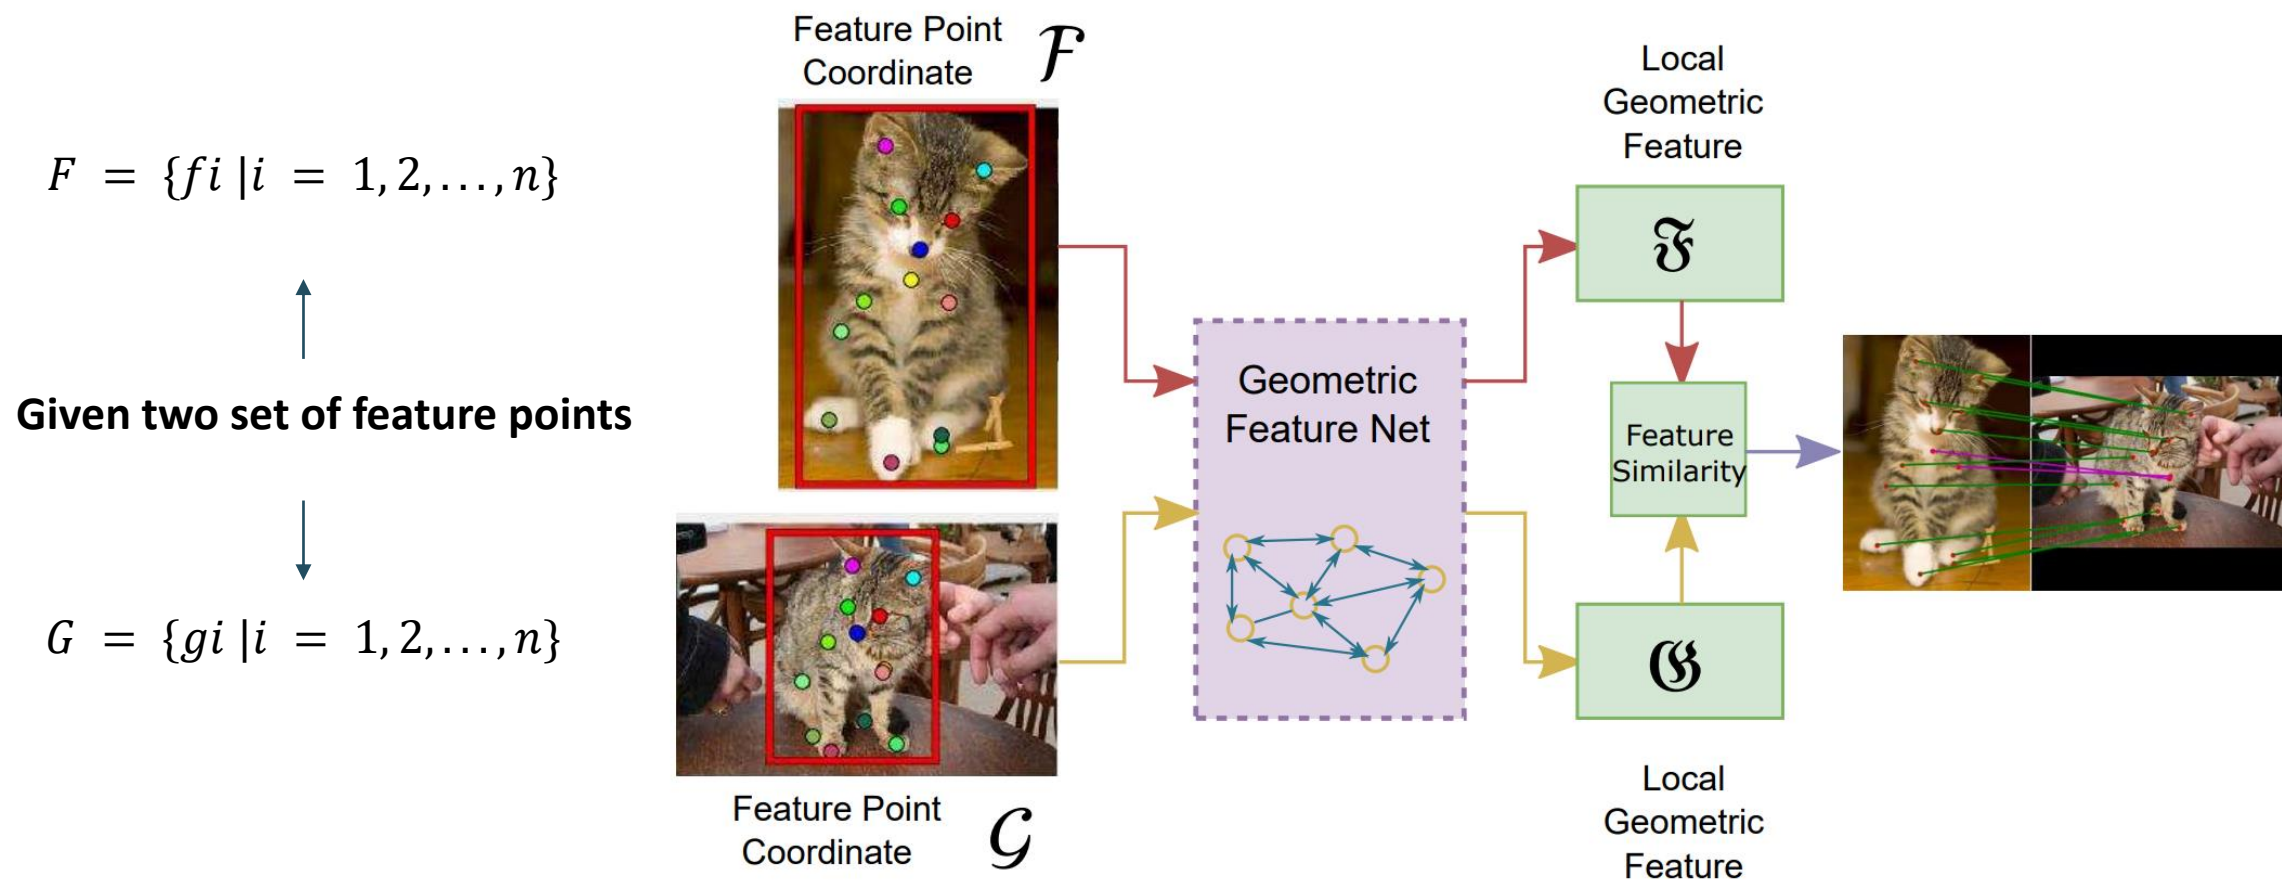 F = {fi |i = 1, 2, . . . , n}
Given two set of feature points
G = {gi |i = 1, 2, . . . , n}
Feature Point
Coordinate
ℱ
Feature Point
Coordinate
𝒢
Geometric
Feature Net
Local
Geometric
Feature
𝔉
Feature
Similarity
𝔊
Local
Geometric
Feature